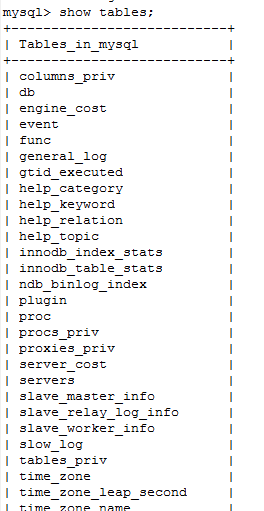 mysql> show tables;
+---------------------------+
| Tables_in_mysql           |
+---------------------------+
| columns_priv              |
| db                        |
| engine_cost               |
| event                     |
| func                      |
| general_log               |
| gtid_executed             |
| help_category             |
| help_keyword              |
| help_relation             |
| help_topic                |
| innodb_index_stats        |
| innodb_table_stats        |
| ndb_binlog_index          |
| plugin                    |
| proc                      |
| procs_priv                |
| proxies_priv              |
| server_cost               |
| servers                   |
| slave_master_info         |
| slave_relay_log_info      |
| slave_worker_info         |
| slow_log                  |
| tables_priv               |
| time_zone                 |
| time_zone_leap_second     |
| time_zone_name            |